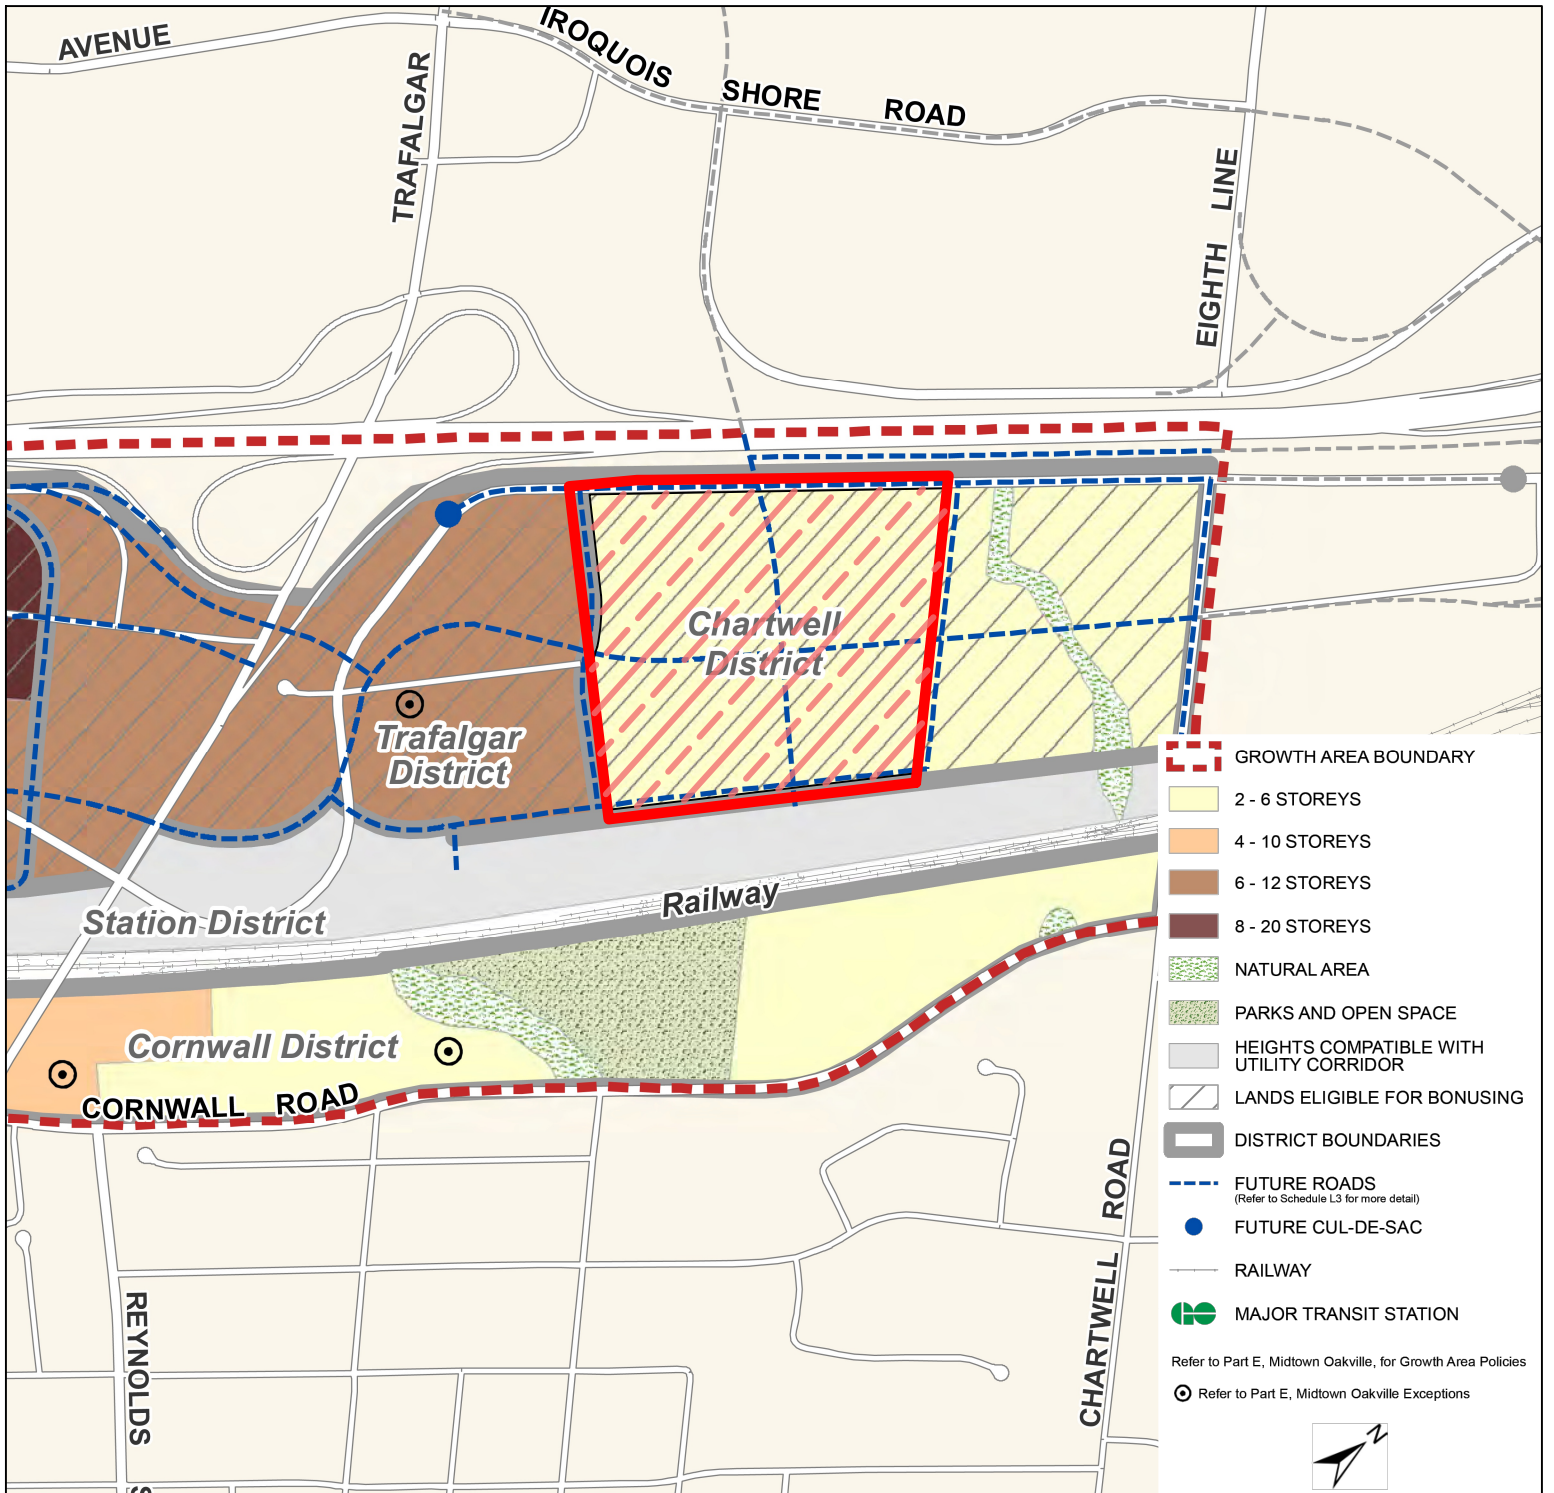 AVENUE
IROQUOIS
SHORE ROAD
TRAFALGAR
EIGHTH LINE
Chartwell
District
Trafalgar
District
Railway
Station District
Cornwall District
CORNWALL ROAD
REYNOLDS
S
CHARTWELL ROAD
GROWTH AREA BOUNDARY
2 - 6 STOREYS
4 - 10 STOREYS
6 - 12 STOREYS
8 - 20 STOREYS
NATURAL AREA
PARKS AND OPEN SPACE
HEIGHTS COMPATIBLE WITH
UTILITY CORRIDOR
LANDS ELIGIBLE FOR BONUSING
DISTRICT BOUNDARIES
FUTURE ROADS
(Refer to Schedule L3 for more detail)
FUTURE CUL-DE-SAC
RAILWAY
GO MAJOR TRANSIT STATION
Refer to Part E, Midtown Oakville, for Growth Area Policies
Refer to Part E, Midtown Oakville Exceptions
N